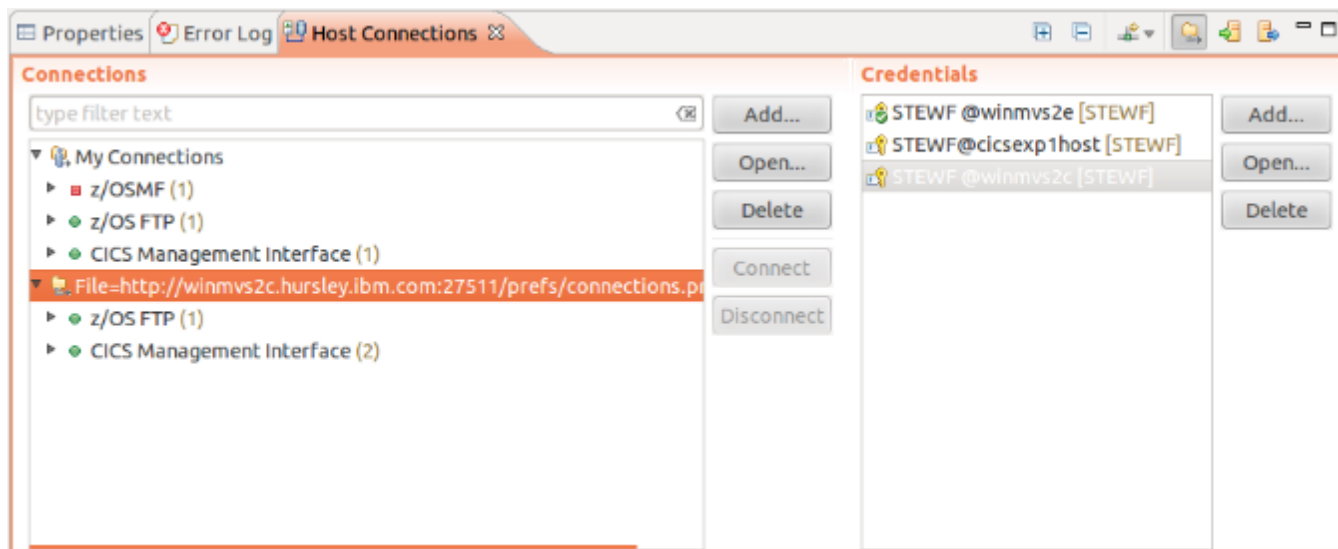 Properties Error Log Host Connections
Connections
type filter text
Add...
My Connections
Open...
z/OSMF (1)
Delete
z/OS FTP (1)
CICS Management Interface (1)
Connect
File=http://winmvs2c.hursley.ibm.com:27511/prefs/connections.pr
Disconnect
z/OS FTP (1)
CICS Management Interface (2)
Credentials
STEWF @winmvs2e [STEWF]
Add...
STEWF@cicsexp1host [STEWF]
Open...
STEWF @winmvs2c [STEWF]
Delete